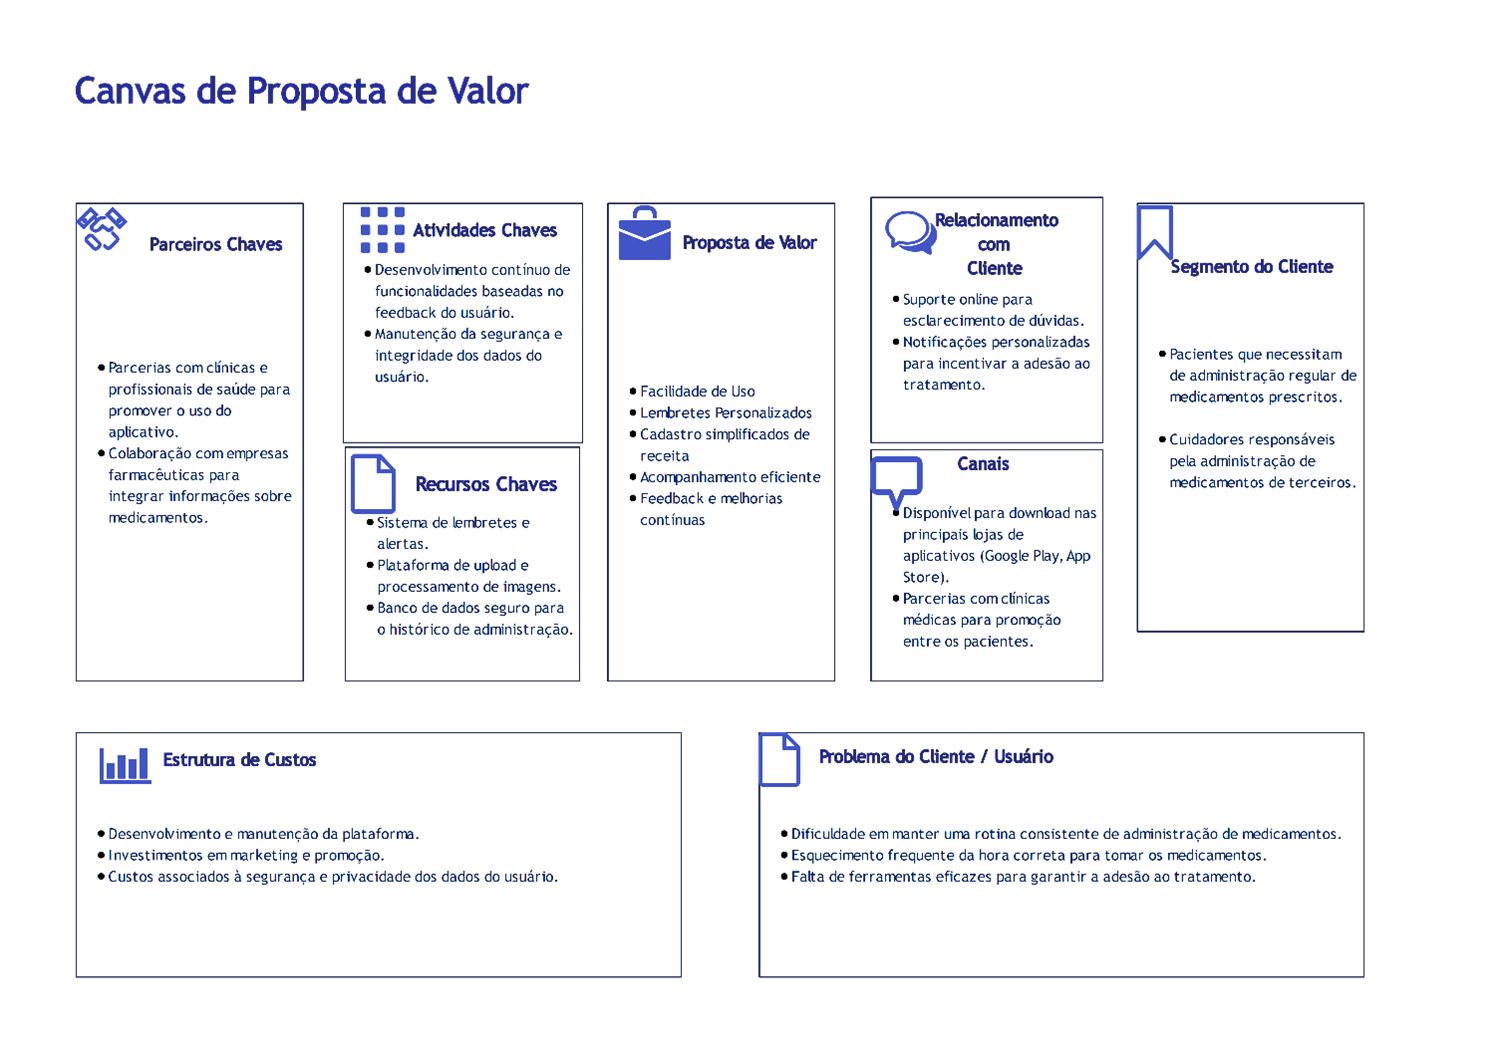 Canvas de Proposta de Valor
Parceiros Chaves
● Parcerias com clínicas e
profissionais de saúde para
promover o uso do
aplicativo.
● Colaboração com empresas
farmacêuticas para
integrar informações sobre
medicamentos.
Atividades Chaves
● Desenvolvimento contínuo de
funcionalidades baseadas no
feedback do usuário.
● Manutenção da segurança e
integridade dos dados do
usuário.
Recursos Chaves
● Sistema de lembretes e
alertas.
● Plataforma de upload e
processamento de imagens.
● Banco de dados seguro para
o histórico de administração.
Proposta de Valor
● Facilidade de Uso
● Lembretes Personalizados
● Cadastro simplificados de
receita
● Acompanhamento eficiente
● Feedback e melhorias
contínuas
Relacionamento
com
Cliente
● Suporte online para
esclarecimento de dúvidas.
● Notificações personalizadas
para incentivar a adesão ao
tratamento.
Canais
● Disponível para download nas
principais lojas de
aplicativos (Google Play, App
Store).
● Parcerias com clínicas
médicas para promoção
entre os pacientes.
Segmento do Cliente
● Pacientes que necessitam
de administração regular de
medicamentos prescritos.
● Cuidadores responsáveis
pela administração de
medicamentos de terceiros.
Estrutura de Custos
● Desenvolvimento e manutenção da plataforma.
● Investimentos em marketing e promoção.
● Custos associados à segurança e privacidade dos dados do usuário.
Problema do Cliente / Usuário
● Dificuldade em manter uma rotina consistente de administração de medicamentos.
● Esquecimento frequente da hora correta para tomar os medicamentos.
● Falta de ferramentas eficazes para garantir a adesão ao tratamento.